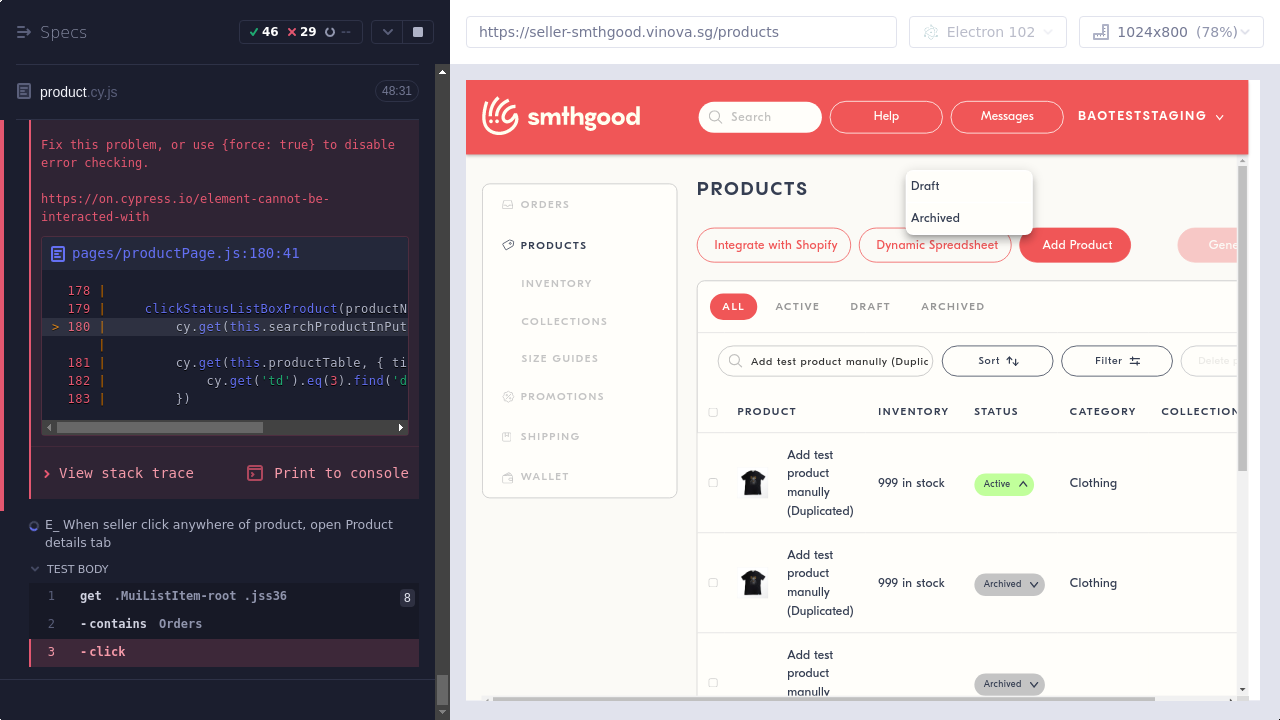 Specs
46
29
--
product.cy.js
48:31
Fix this problem, or use {force: true} to disable
error checking.
https://on.cypress.io/element-cannot-be-
interacted-with
pages/productPage.js:180:41
178 |
179 | clickStatusListBoxProduct(productN
> 180 | cy.get(this.searchProductInPut
|
181 | cy.get(this.productTable, { ti
182 | cy.get('td').eq(3).find('d
183 | })
View stack trace
Print to console
E_ When seller click anywhere of product, open Product
details tab
TEST BODY
1 get .MuiListItem-root .jss36 8
2 -contains Orders
3 -click
https://seller-smthgood.vinova.sg/products
Electron 102
1024x800 (78%)
smthgood
Search
Help
Messages
BAOTESTSTAGING
ORDERS
PRODUCTS
INVENTORY
COLLECTIONS
SIZE GUIDES
PROMOTIONS
SHIPPING
WALLET
PRODUCTS
Draft
Archived
Integrate with Shopify
Dynamic Spreadsheet
Add Product
Gene
ALL
ACTIVE
DRAFT
ARCHIVED
Add test product manully (Duplic
Sort
Filter
Delete p
PRODUCT
INVENTORY
STATUS
CATEGORY
COLLECTION
Add test
product
manully
(Duplicated)
999 in stock
Active
Clothing
Add test
product
manully
(Duplicated)
999 in stock
Archived
Clothing
Add test
product
manully
Archived